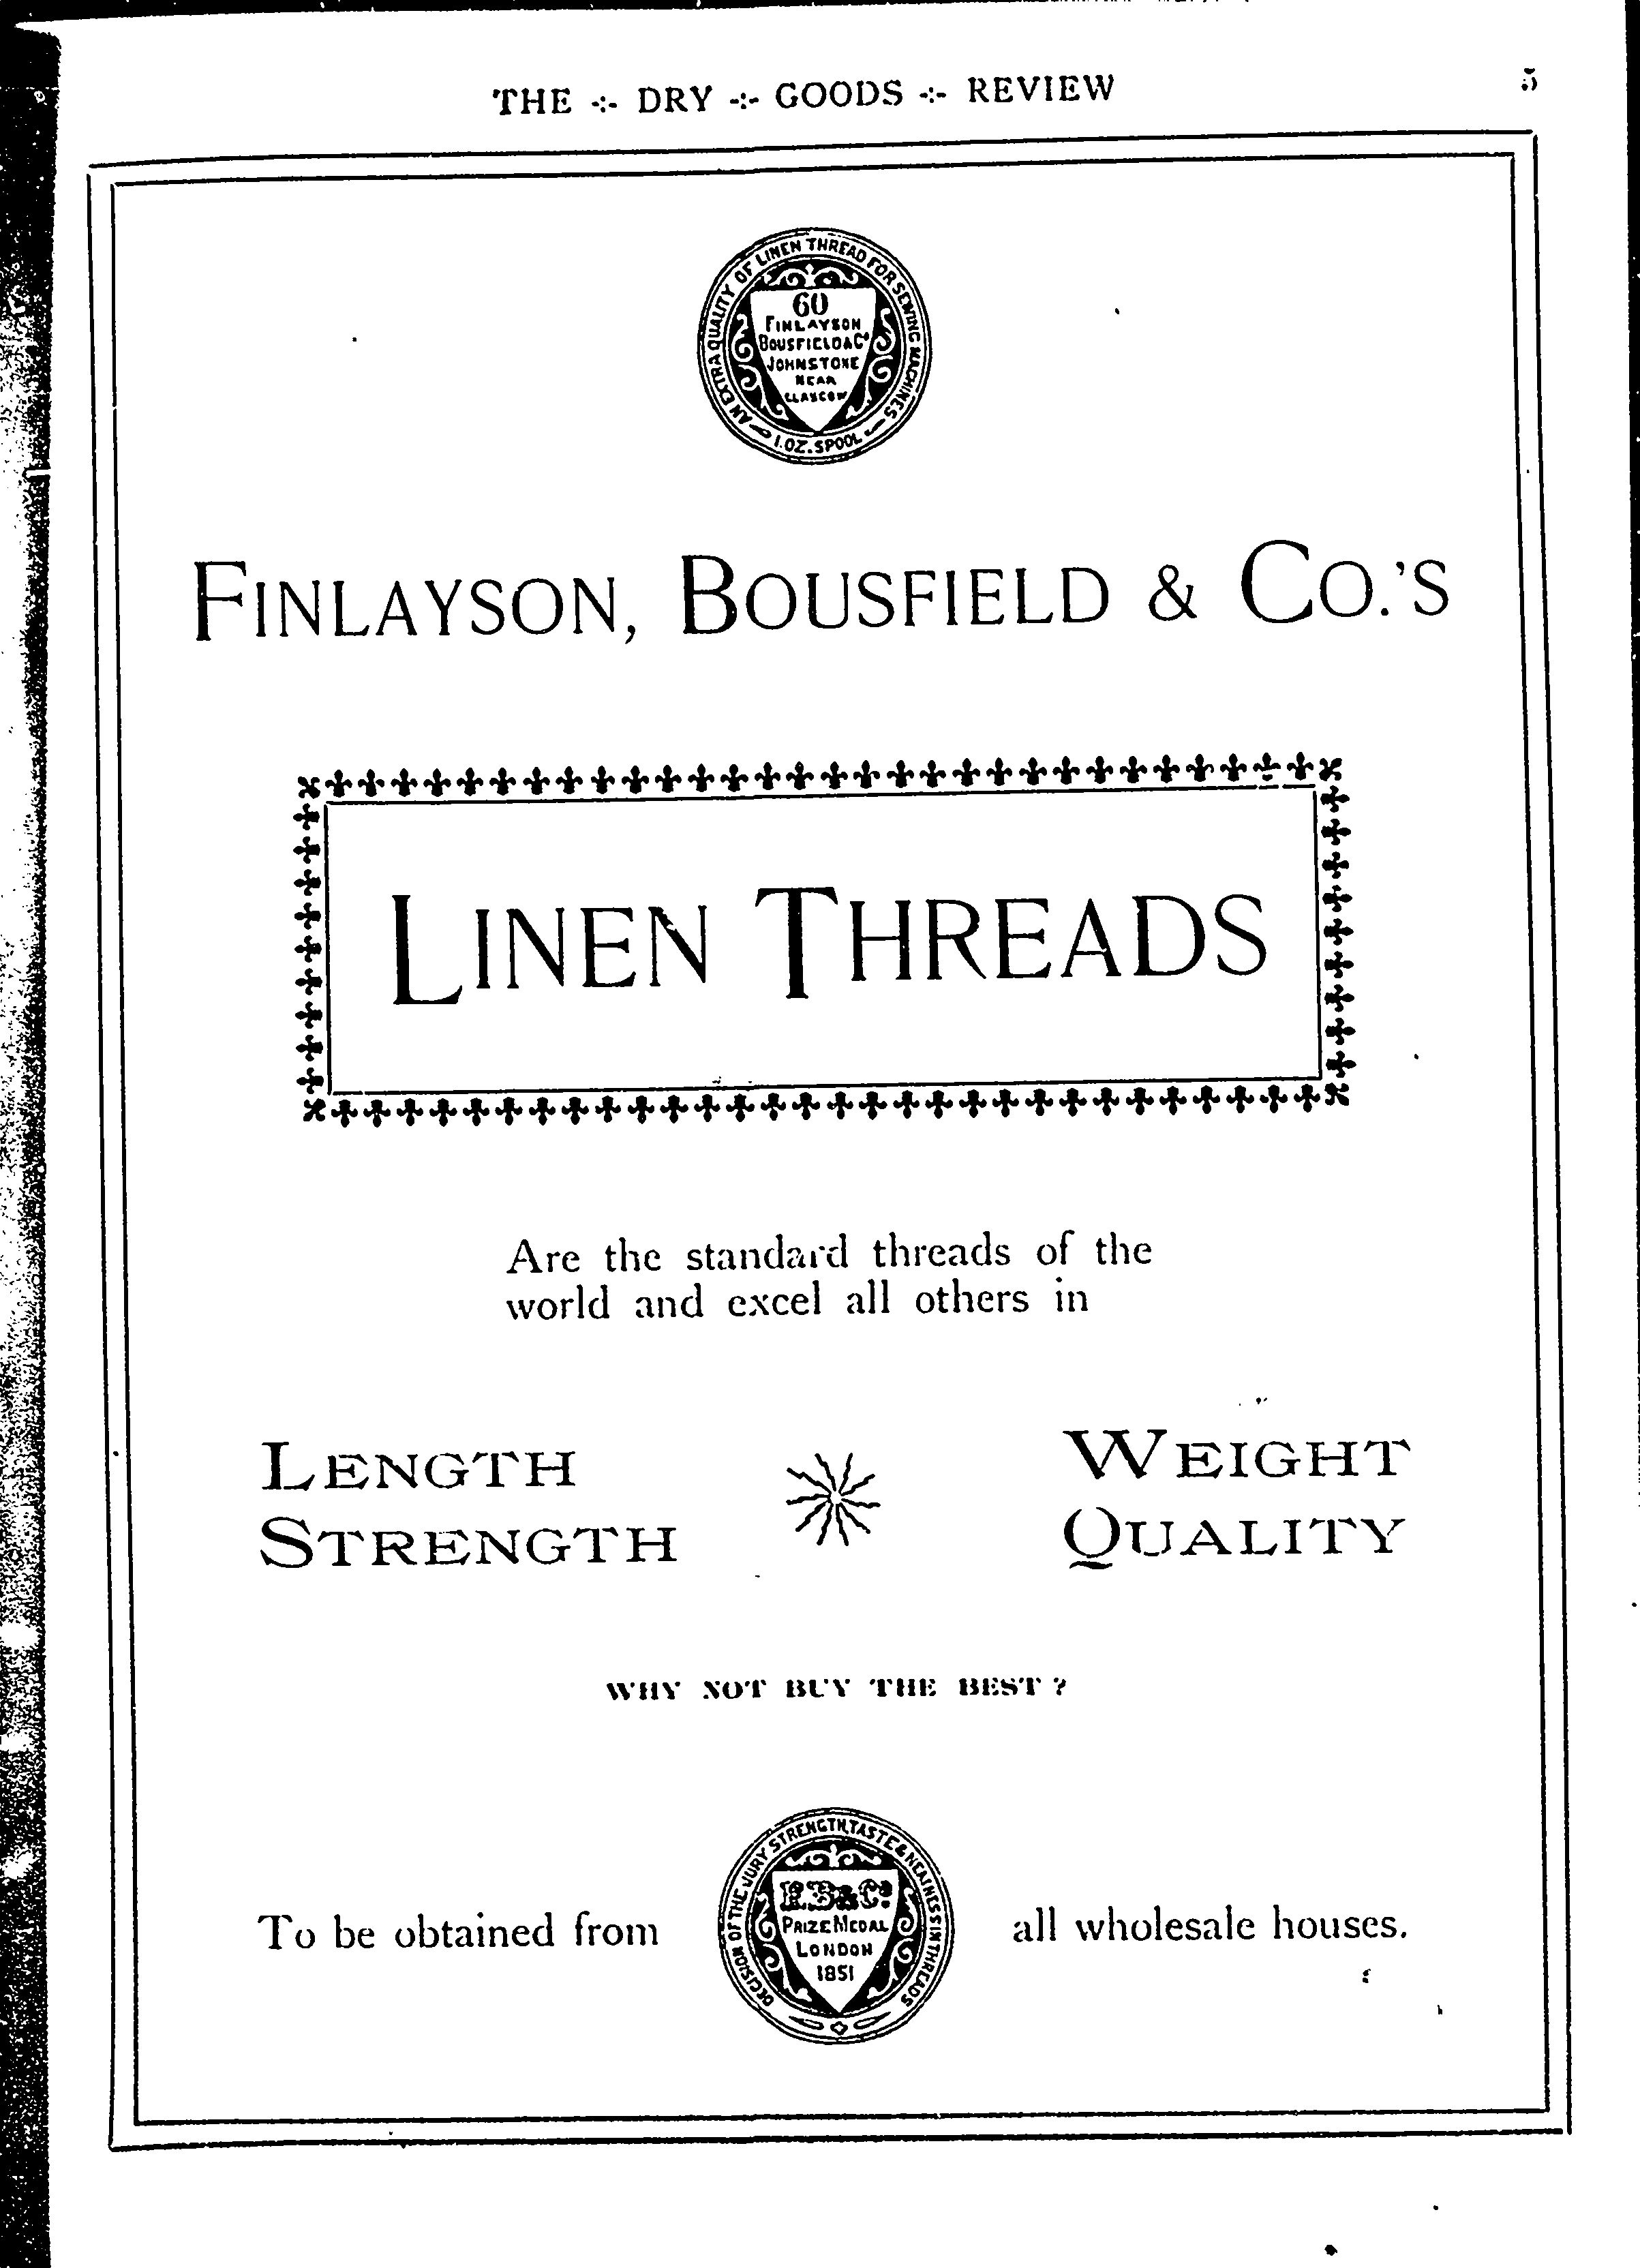 THE -:- DRY -:- GOODS -:- REVIEW
5
AN EXTRA QUALITY OF LINEN THREAD FOR SEWING MACHINES
60
FINLAYSON
BOUSFIELD & Co
JOHNSTONE
NEAR
GLASGOW
1.OZ.SPOOL
FINLAYSON, BOUSFIELD & CO.'S
LINEN THREADS
Are the standard threads of the
world and excel all others in
LENGTH
WEIGHT
STRENGTH
QUALITY
WHY NOT BUY THE BEST ?
DECISION OF THE JURY STRENGTH, TASTE & NEATNESS IN THREADS
F.B & Co.
PRIZE MEDAL
LONDON
1851
To be obtained from
all wholesale houses.